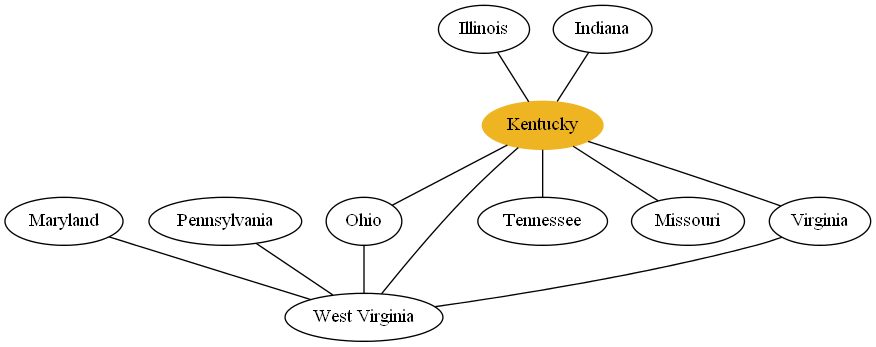 Illinois
Indiana
Kentucky
Maryland
Pennsylvania
Ohio
Tennessee
Missouri
Virginia
West Virginia